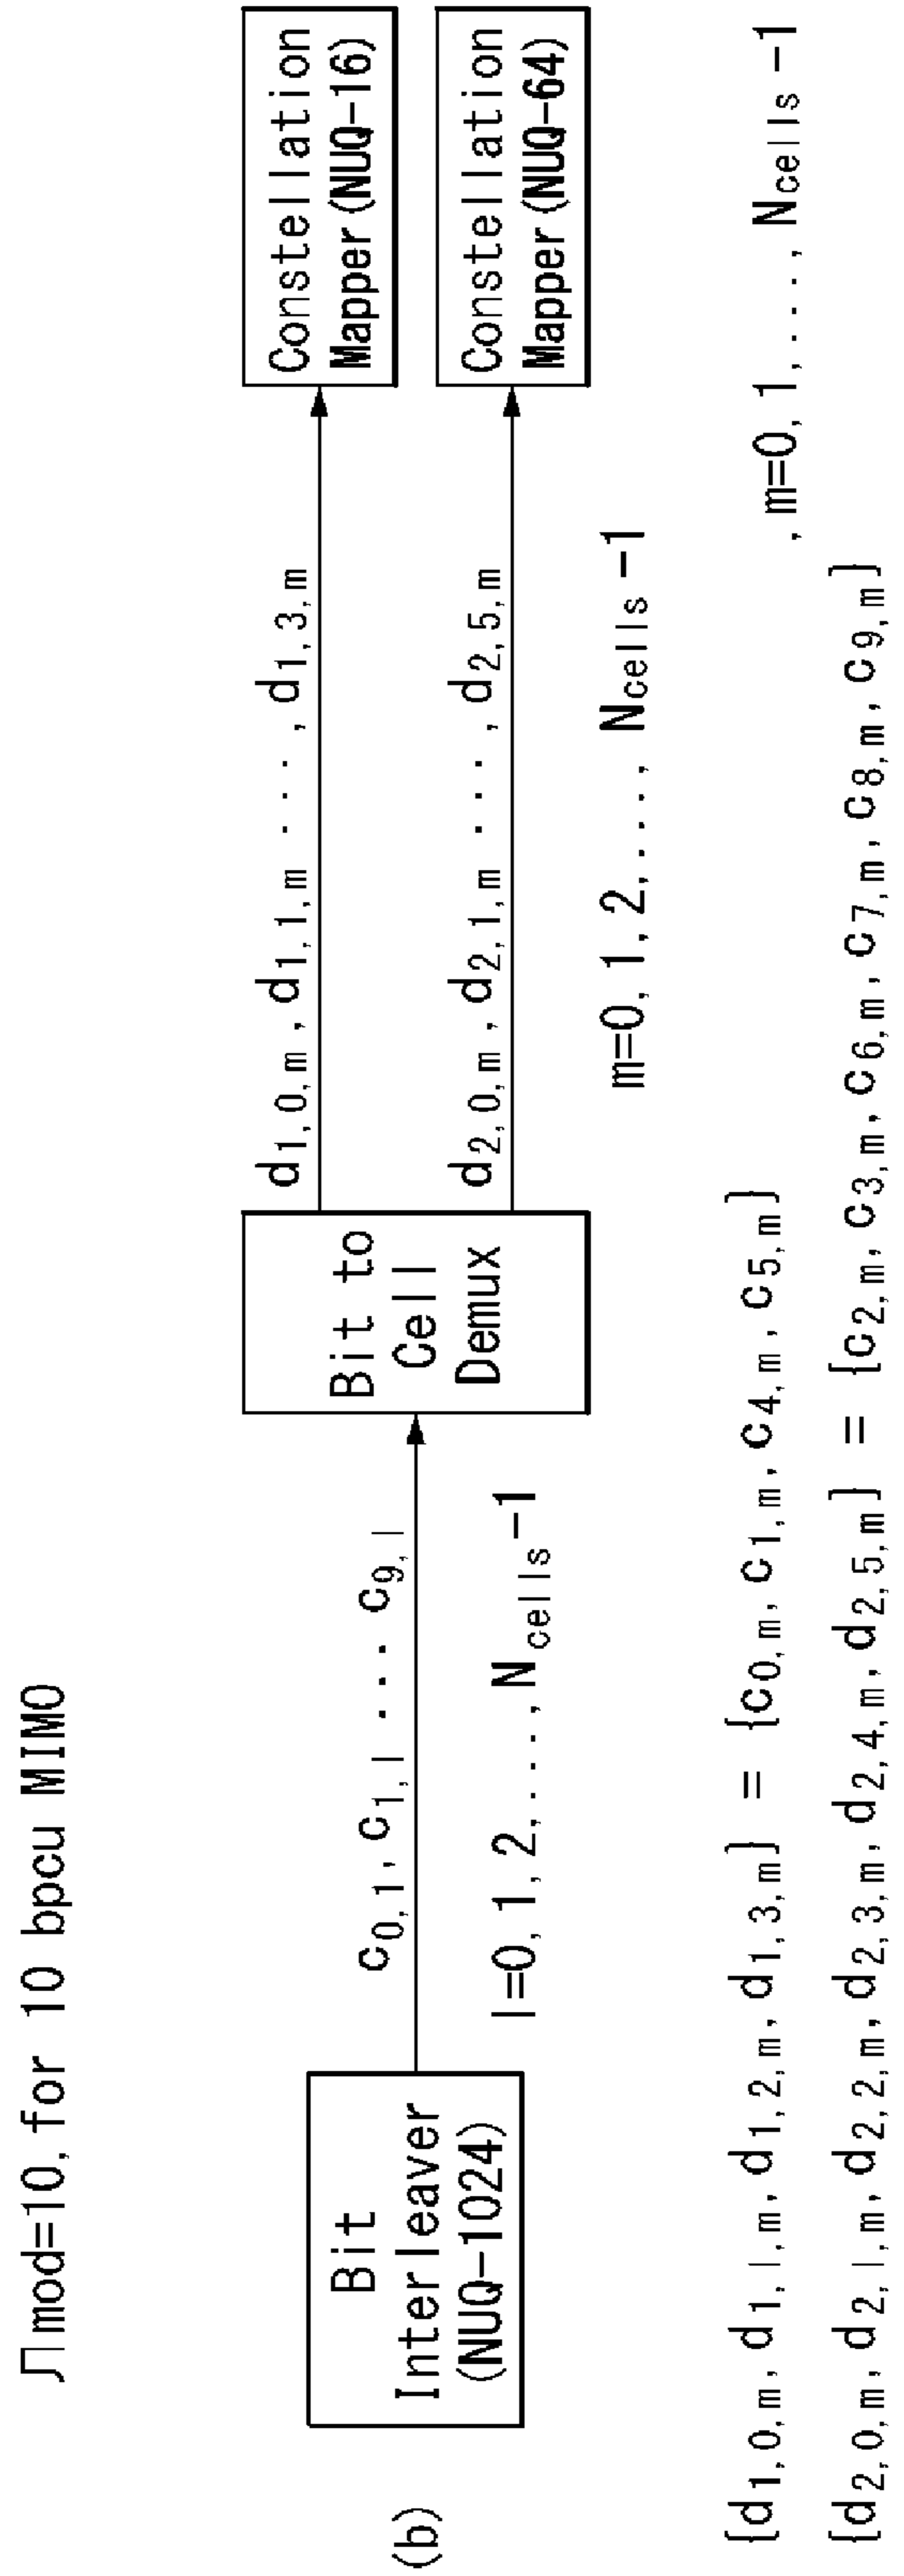 ηmod=10, for 10 bpcu MIMO
(b)
Bit
Interleaver
(NUQ-1024)
c0,1, c1,l ··· c9,l
l=0, 1, 2, ...., Ncells-1
Bit to
Cell
Demux
d1,0,m, d1,1,m ···, d1,3,m
d2,0,m, d2,1,m ···, d2,5,m
m=0, 1, 2, ...., Ncells-1
Constellation
Mapper (NUQ-16)
Constellation
Mapper (NUQ-64)
{d1,0,m, d1,l,m, d1,2,m, d1,3,m} = {c0,m, c1,m, c4,m, c5,m}
, m=0, 1, ...., Ncells-1
{d2,0,m, d2,l,m, d2,2,m, d2,3,m, d2,4,m, d2,5,m} = {c2,m, c3,m, c6,m, c7,m, c8,m, c9,m}